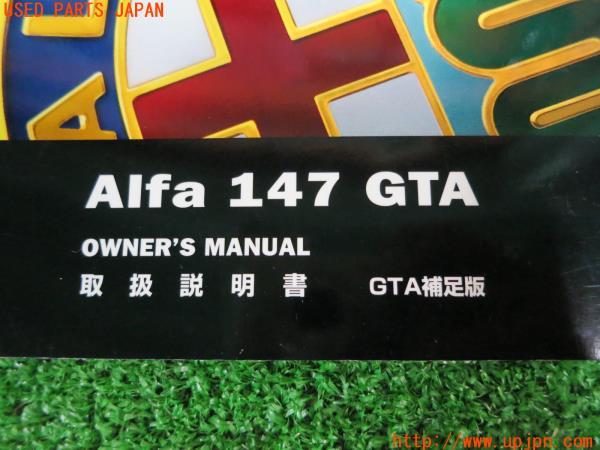 USED PARTS JAPAN
A
Alfa 147 GTA
OWNER'S MANUAL
取扱説明書 GTA補足版
http://www.upjpn.com